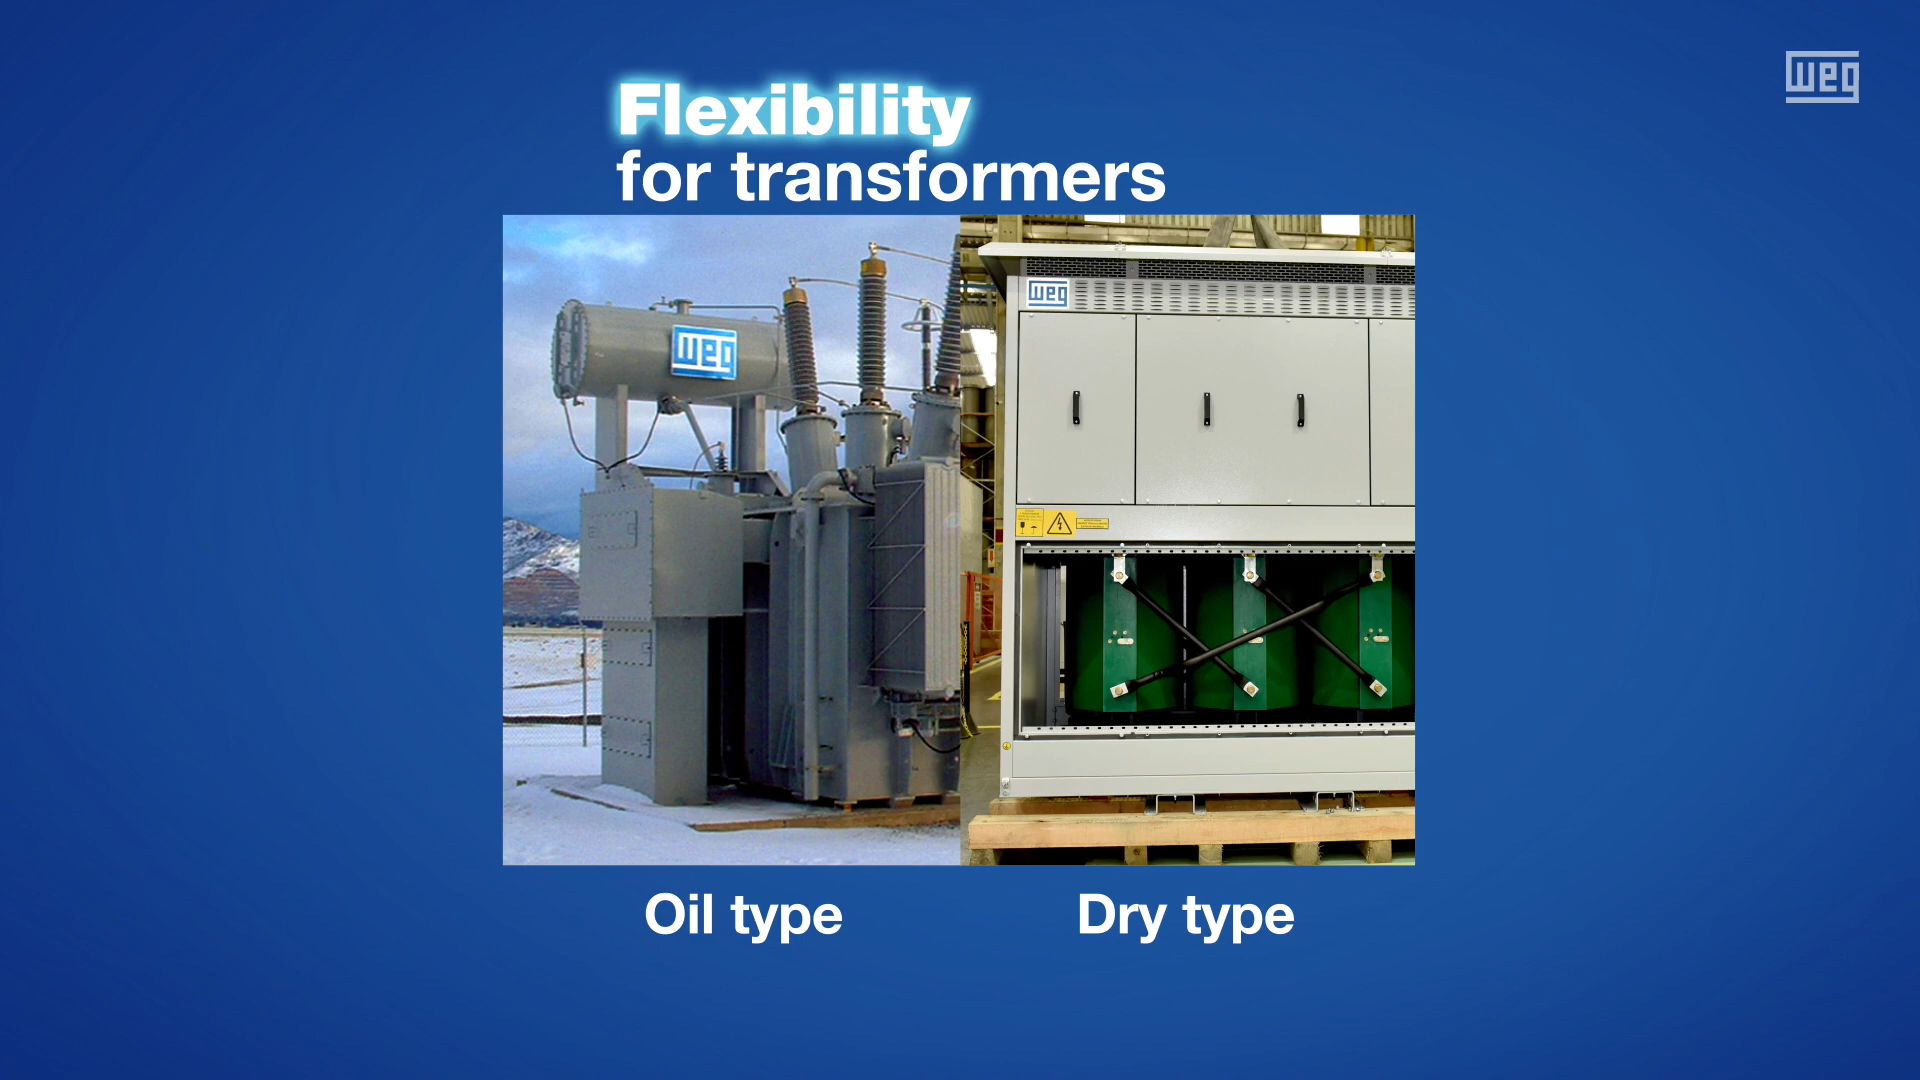 weg
Flexibility
for transformers
weg
weg
Oil type
Dry type